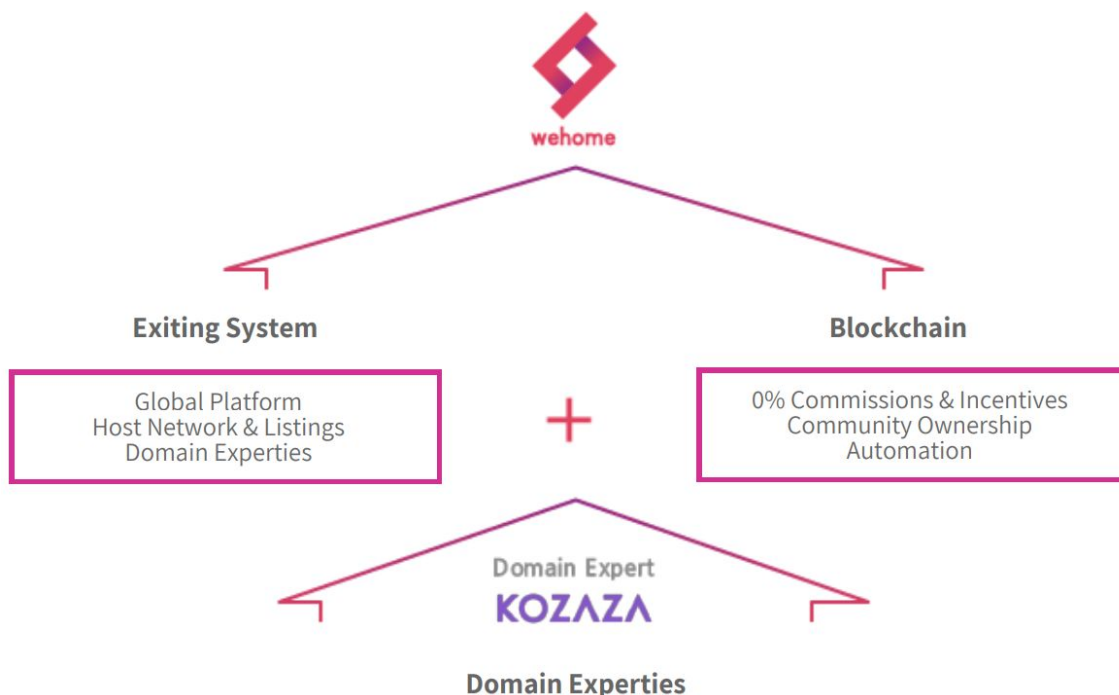 wehome
Exiting System
Blockchain
Global Platform
Host Network & Listings
Domain Experties
0% Commissions & Incentives
Community Ownership
Automation
Domain Expert
KOZAZA
Domain Experties